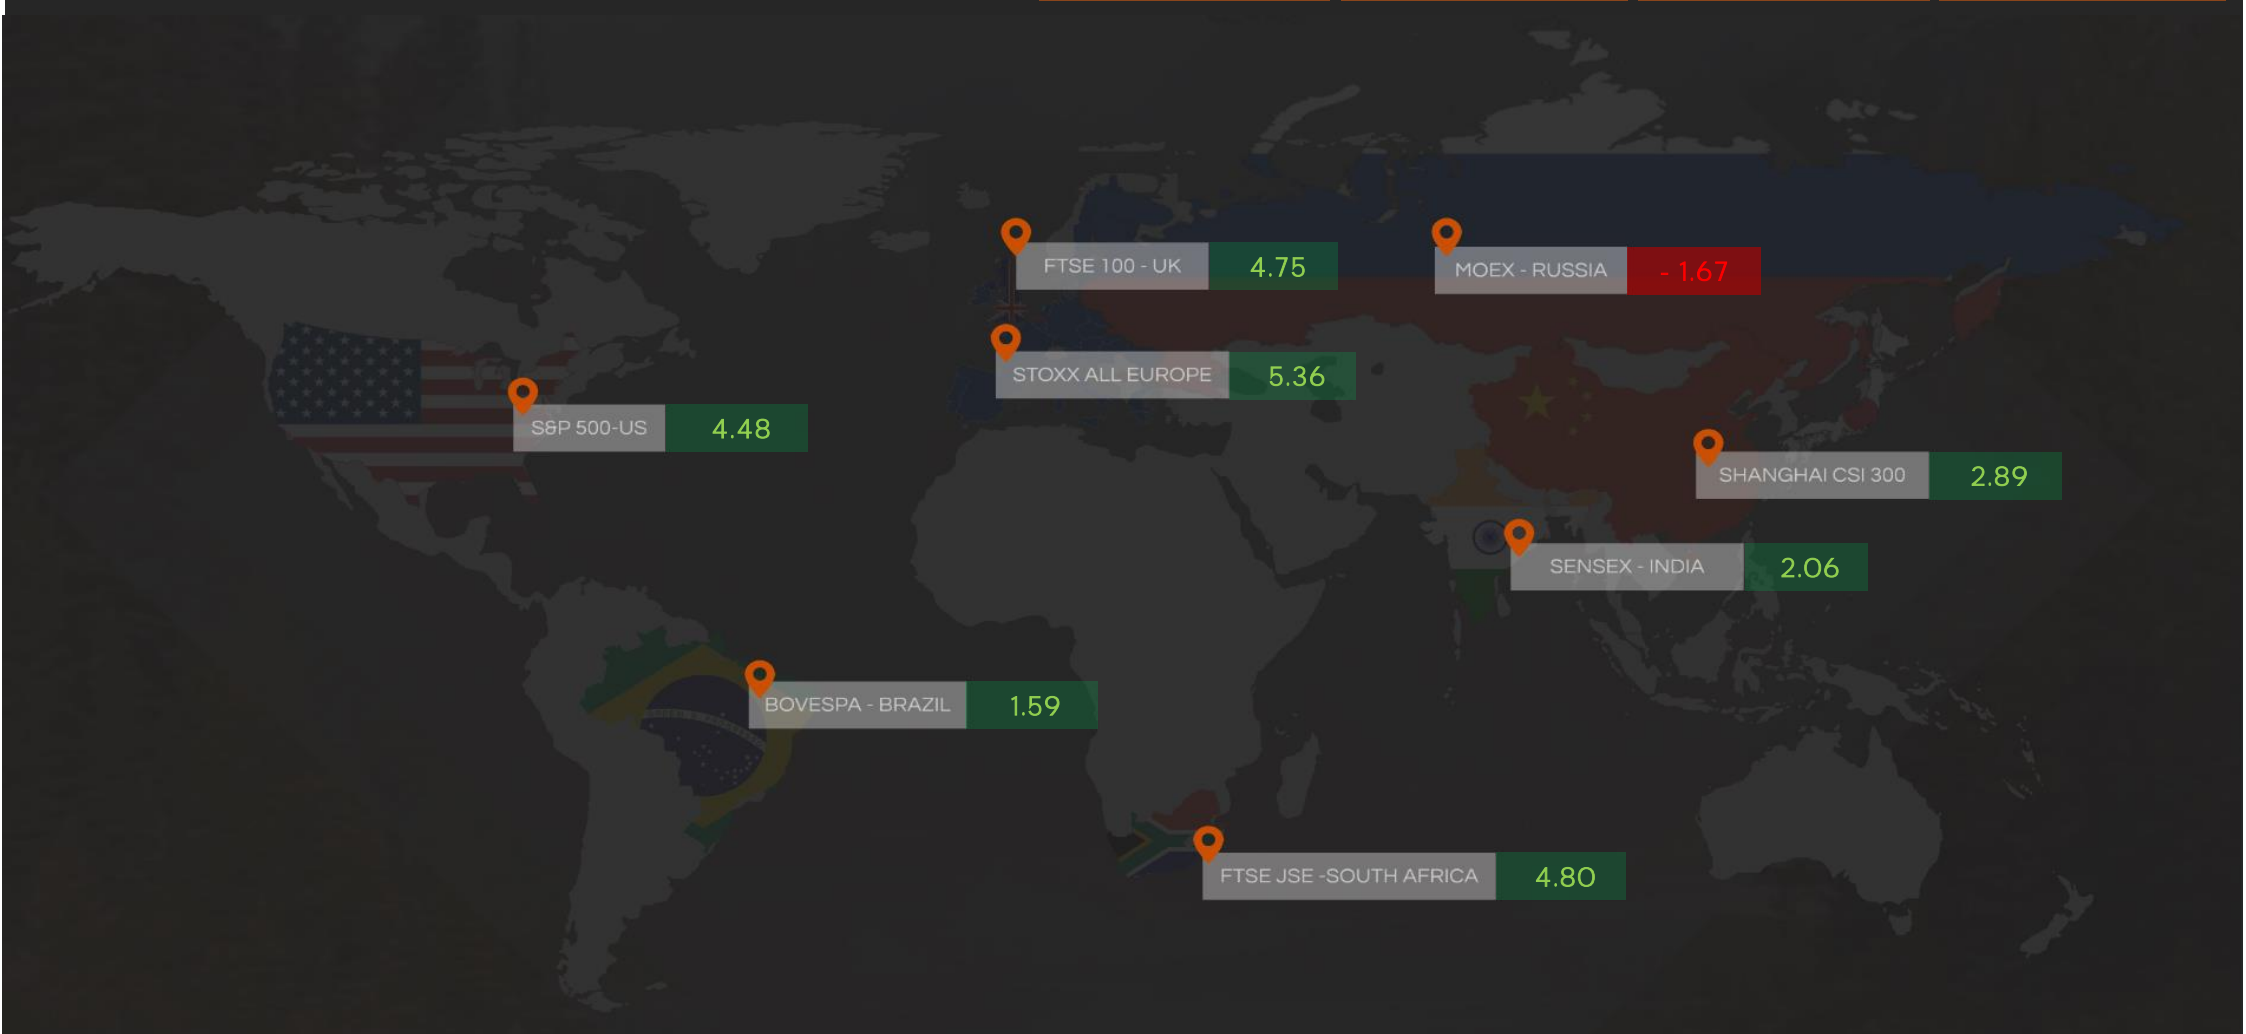 FTSE 100 - UK 4.75
MOEX - RUSSIA - 1.67
STOXX ALL EUROPE 5.36
S&P 500-US 4.48
SHANGHAI CSI 300 2.89
SENSEX - INDIA 2.06
BOVESPA - BRAZIL 1.59
FTSE JSE -SOUTH AFRICA 4.80